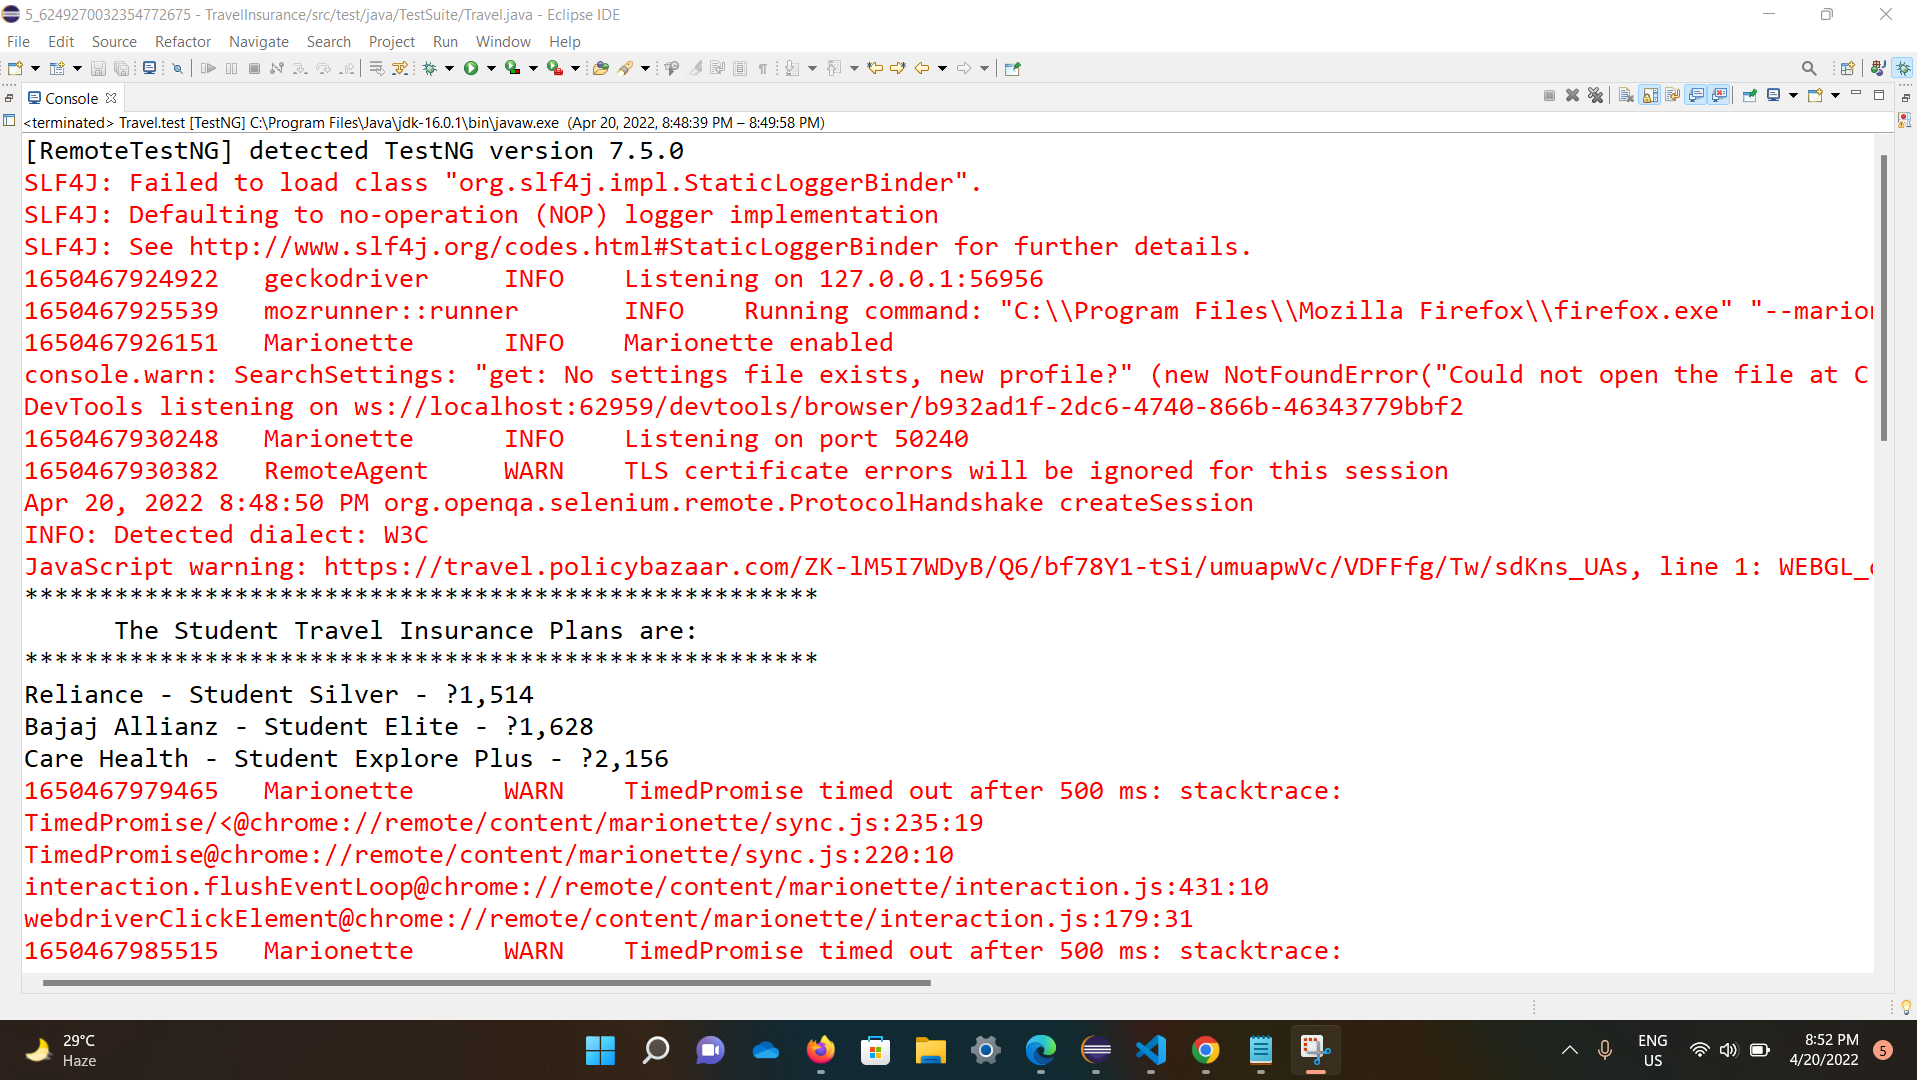 5_6249270032354772675 - TravelInsurance/src/test/java/TestSuite/Travel.java - Eclipse IDE
File Edit Source Refactor Navigate Search Project Run Window Help
Console
<terminated> Travel.test [TestNG] C:\Program Files\Java\jdk-16.0.1\bin\javaw.exe (Apr 20, 2022, 8:48:39 PM – 8:49:58 PM)
[RemoteTestNG] detected TestNG version 7.5.0
SLF4J: Failed to load class "org.slf4j.impl.StaticLoggerBinder".
SLF4J: Defaulting to no-operation (NOP) logger implementation
SLF4J: See http://www.slf4j.org/codes.html#StaticLoggerBinder for further details.
1650467924922 geckodriver INFO Listening on 127.0.0.1:56956
1650467925539 mozrunner::runner INFO Running command: "C:\\Program Files\\Mozilla Firefox\\firefox.exe" "--marion
1650467926151 Marionette INFO Marionette enabled
console.warn: SearchSettings: "get: No settings file exists, new profile?" (new NotFoundError("Could not open the file at C
DevTools listening on ws://localhost:62959/devtools/browser/b932ad1f-2dc6-4740-866b-46343779bbf2
1650467930248 Marionette INFO Listening on port 50240
1650467930382 RemoteAgent WARN TLS certificate errors will be ignored for this session
Apr 20, 2022 8:48:50 PM org.openqa.selenium.remote.ProtocolHandshake createSession
INFO: Detected dialect: W3C
JavaScript warning: https://travel.policybazaar.com/ZK-lM5I7WDyB/Q6/bf78Y1-tSi/umuapwVc/VDFFfg/Tw/sdKns_UAs, line 1: WEBGL_
*****************************************************
The Student Travel Insurance Plans are:
*****************************************************
Reliance - Student Silver - ?1,514
Bajaj Allianz - Student Elite - ?1,628
Care Health - Student Explore Plus - ?2,156
1650467979465 Marionette WARN TimedPromise timed out after 500 ms: stacktrace:
TimedPromise/<@chrome://remote/content/marionette/sync.js:235:19
TimedPromise@chrome://remote/content/marionette/sync.js:220:10
interaction.flushEventLoop@chrome://remote/content/marionette/interaction.js:431:10
webdriverClickElement@chrome://remote/content/marionette/interaction.js:179:31
1650467985515 Marionette WARN TimedPromise timed out after 500 ms: stacktrace:
29°C
Haze
ENG
US
8:52 PM
4/20/2022
5